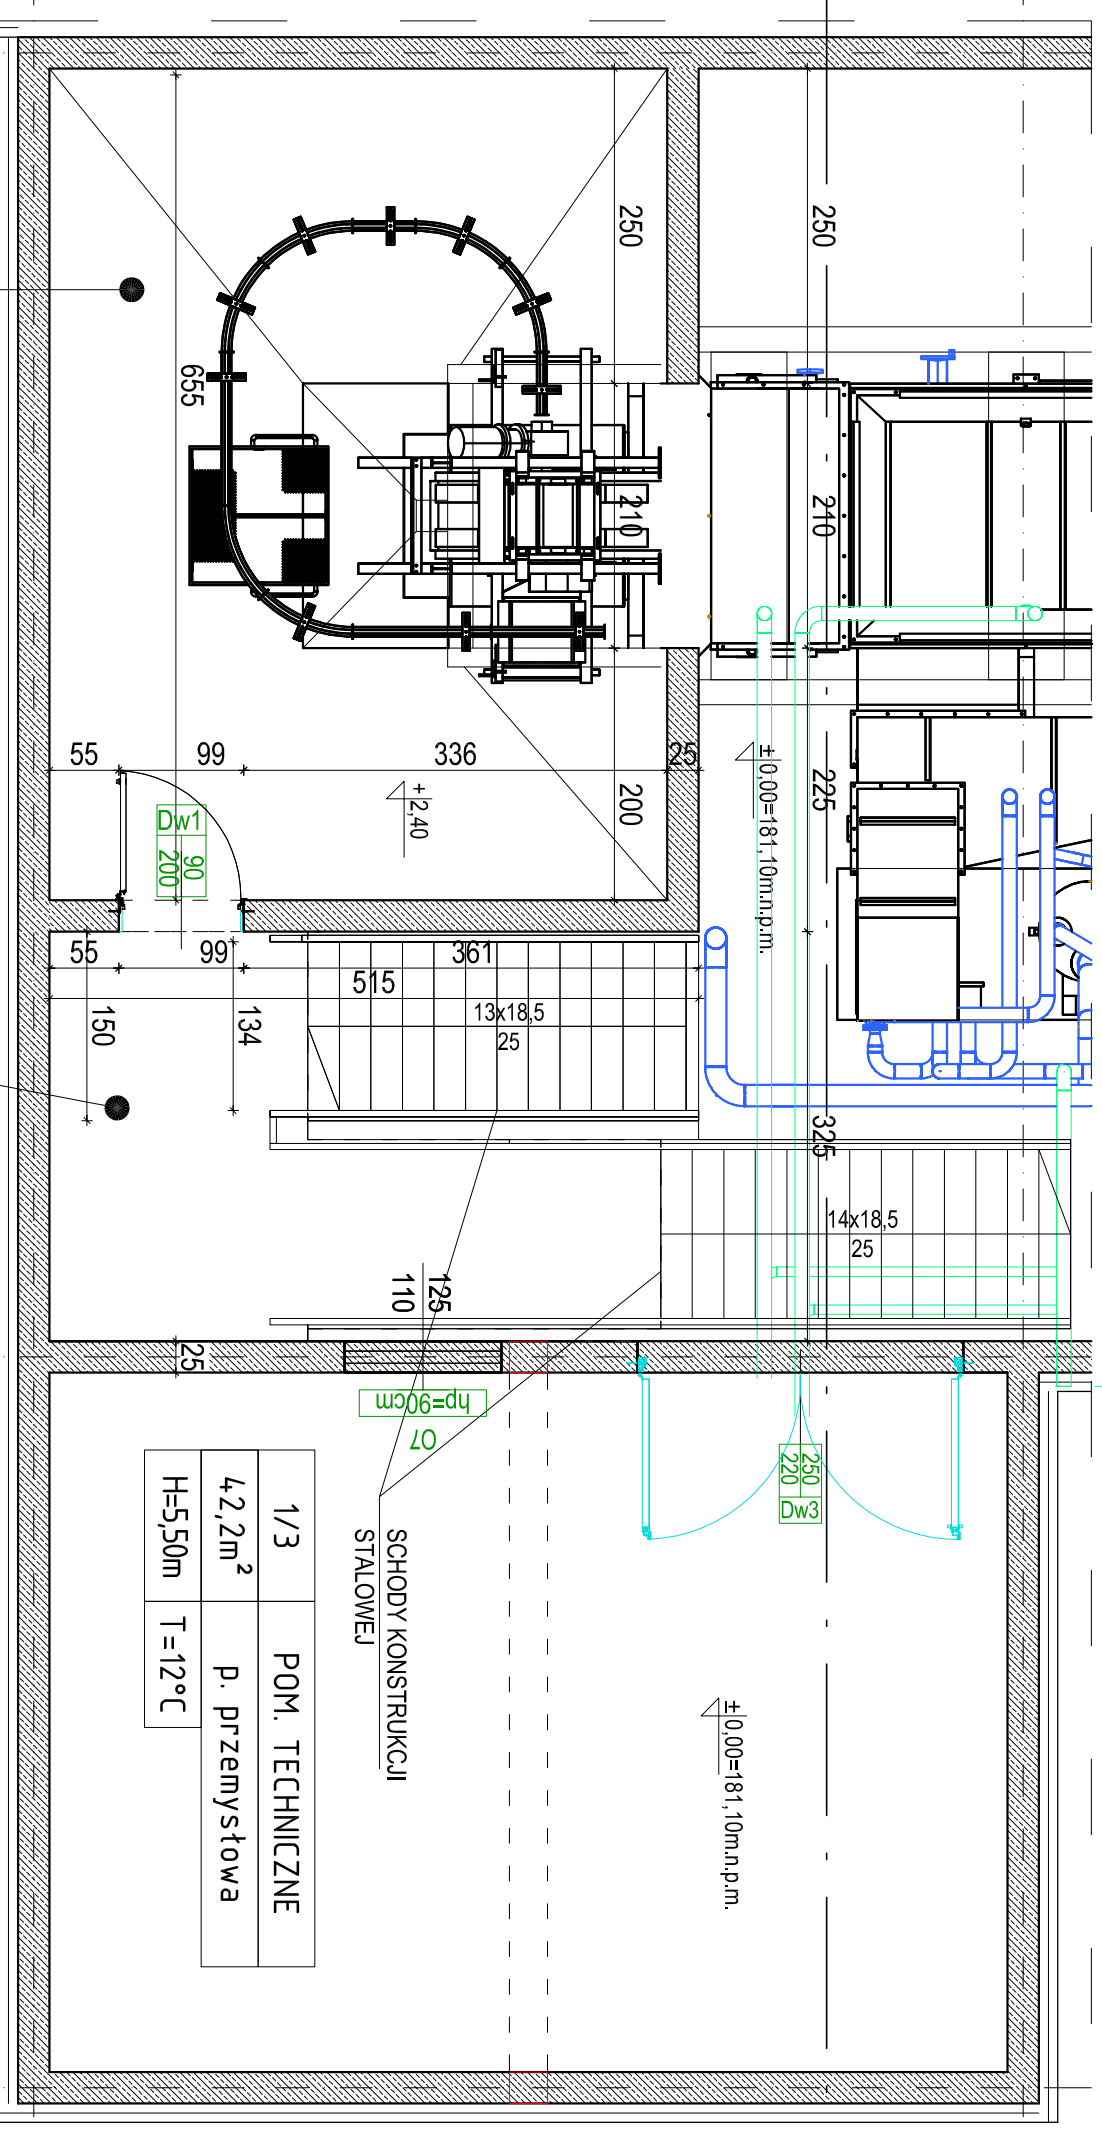 250
250
655
210
210
55
99
336
25
200
225
+2,40
±0,00=181,10m.n.p.m.
Dw1
90
200
55
99
361
515
150
134
13x18,5
25
325
14x18,5
25
125
110
25
hp=90cm
O7
250
220
Dw3
SCHODY KONSTRUKCJI
STALOWEJ
1/3 POM. TECHNICZNE
42,2m² p. przemysłowa
H=5,50m T=12°C
±0,00=181,10m.n.p.m.